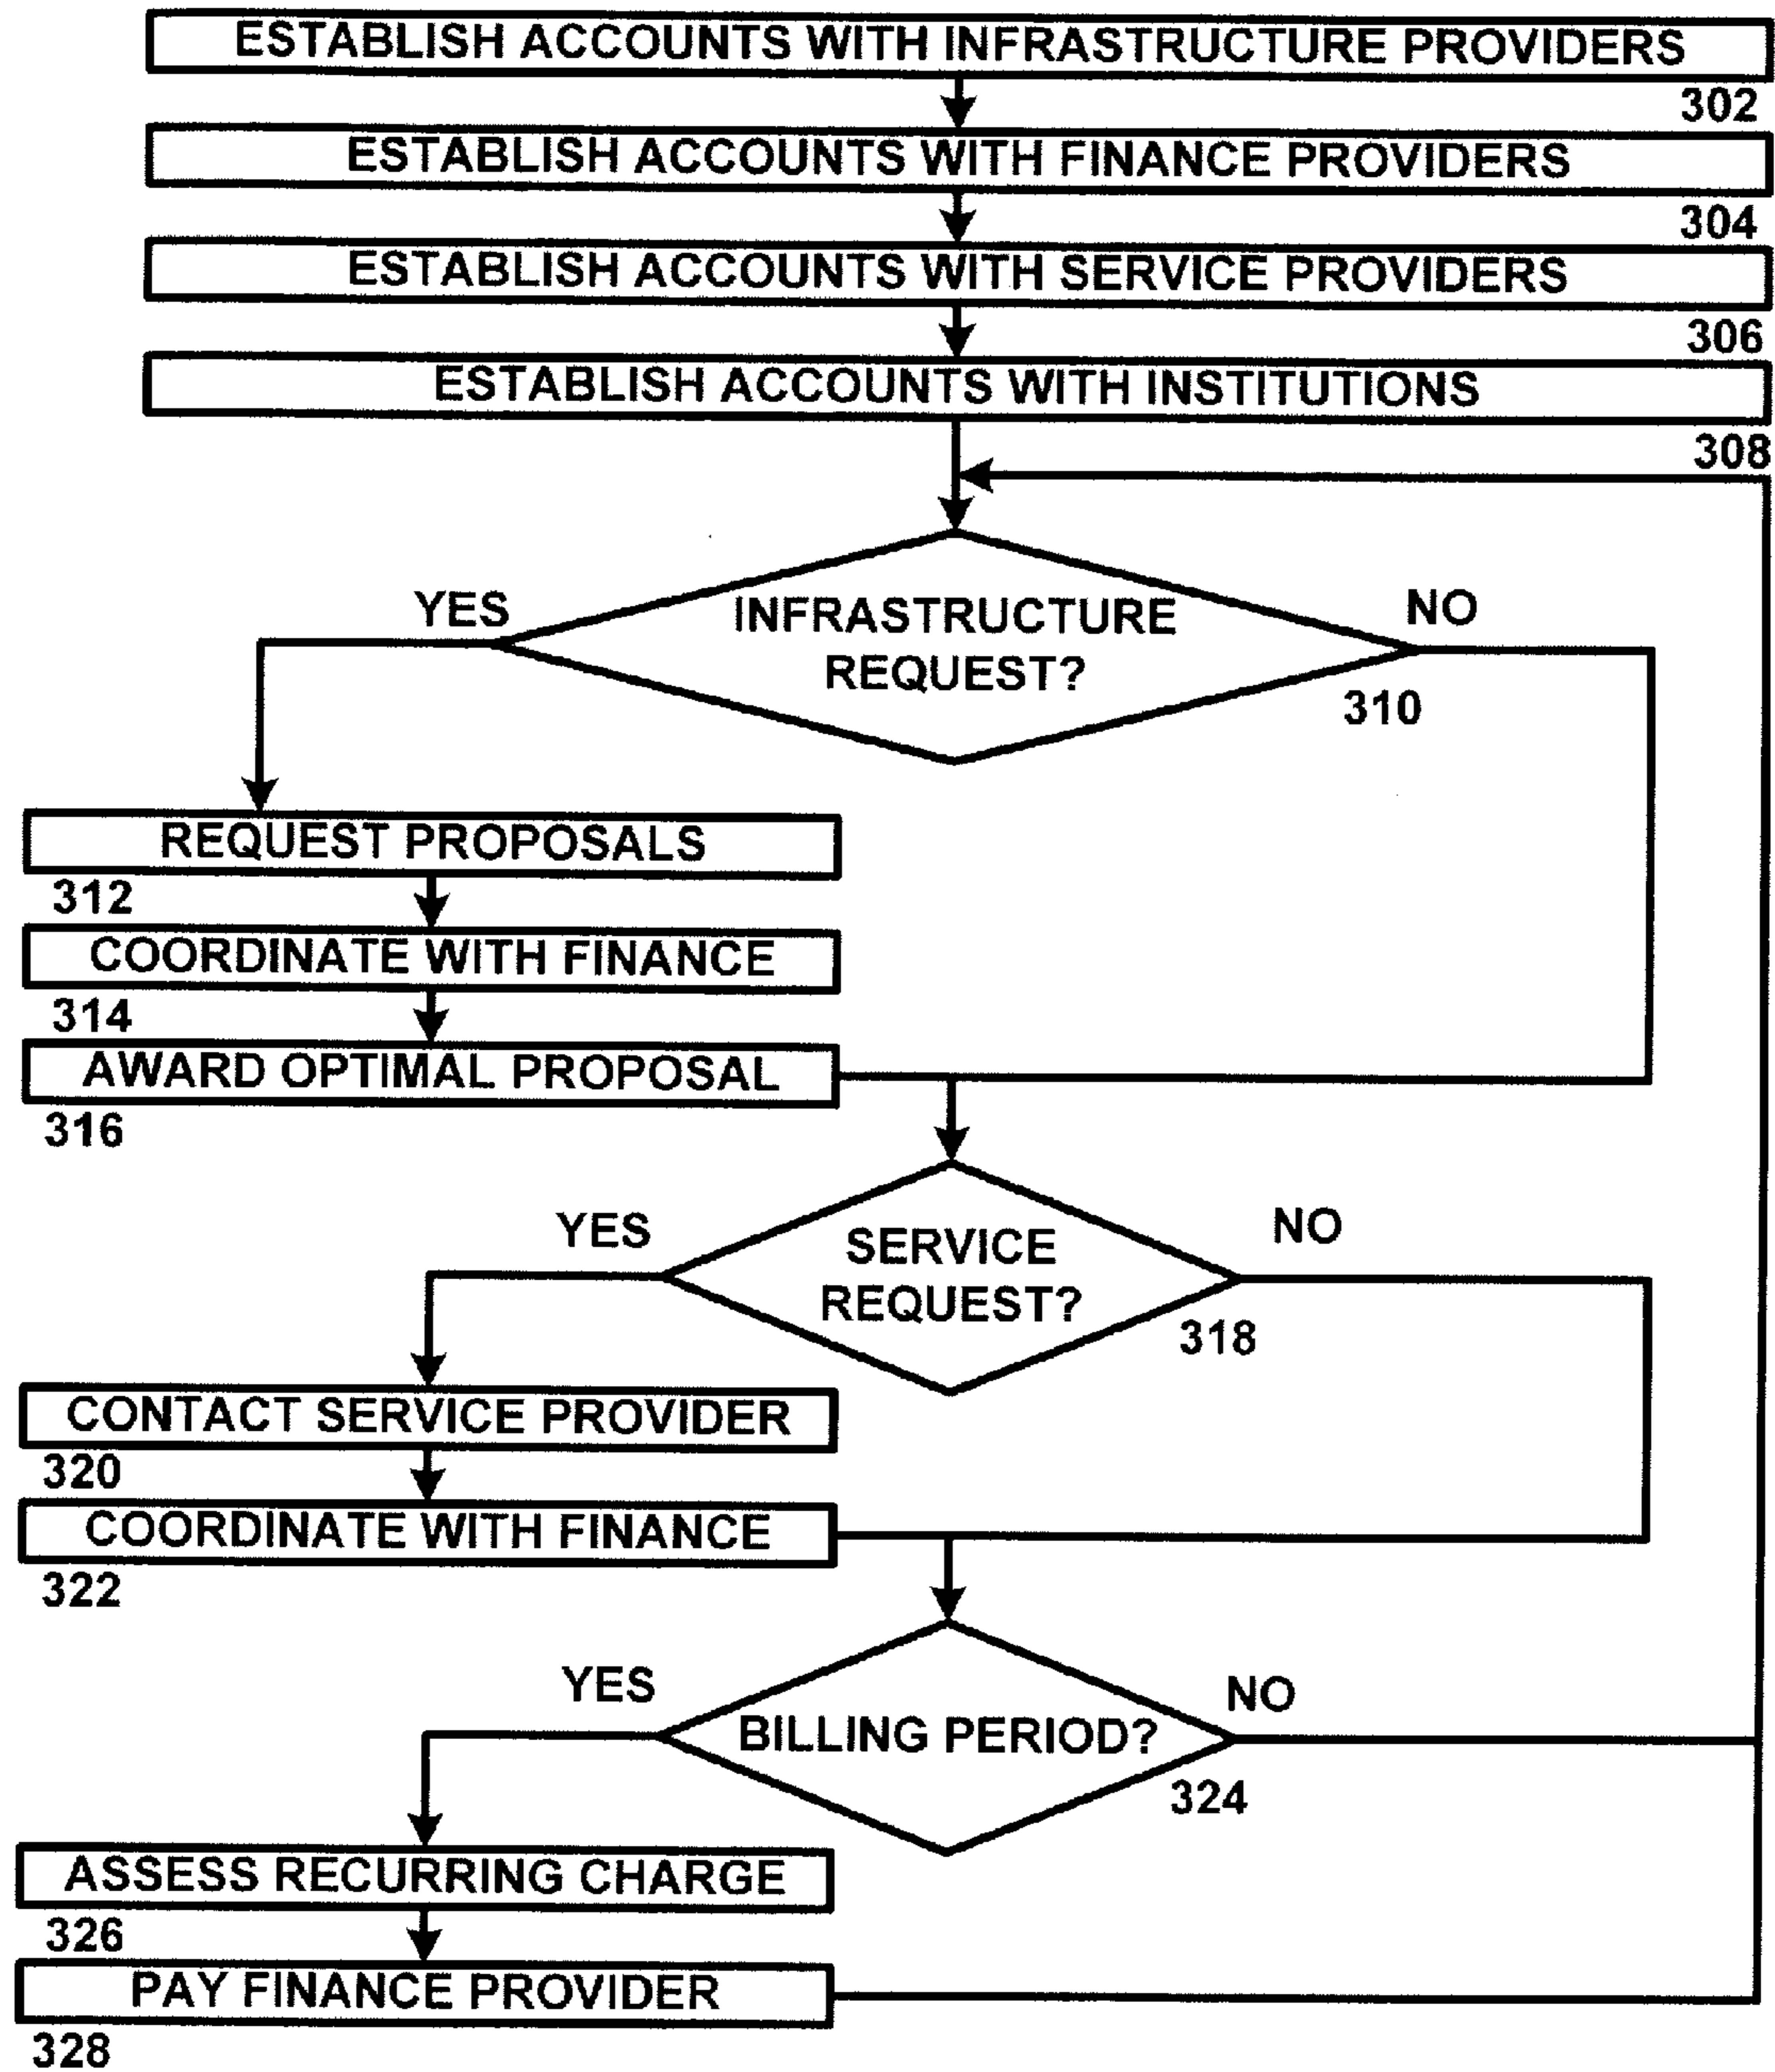 ESTABLISH ACCOUNTS WITH INFRASTRUCTURE PROVIDERS
302
ESTABLISH ACCOUNTS WITH FINANCE PROVIDERS
304
ESTABLISH ACCOUNTS WITH SERVICE PROVIDERS
306
ESTABLISH ACCOUNTS WITH INSTITUTIONS
308
YES
INFRASTRUCTURE
REQUEST?
NO
310
REQUEST PROPOSALS
312
COORDINATE WITH FINANCE
314
AWARD OPTIMAL PROPOSAL
316
YES
SERVICE
REQUEST?
NO
318
CONTACT SERVICE PROVIDER
320
COORDINATE WITH FINANCE
322
YES
BILLING PERIOD?
NO
324
ASSESS RECURRING CHARGE
326
PAY FINANCE PROVIDER
328